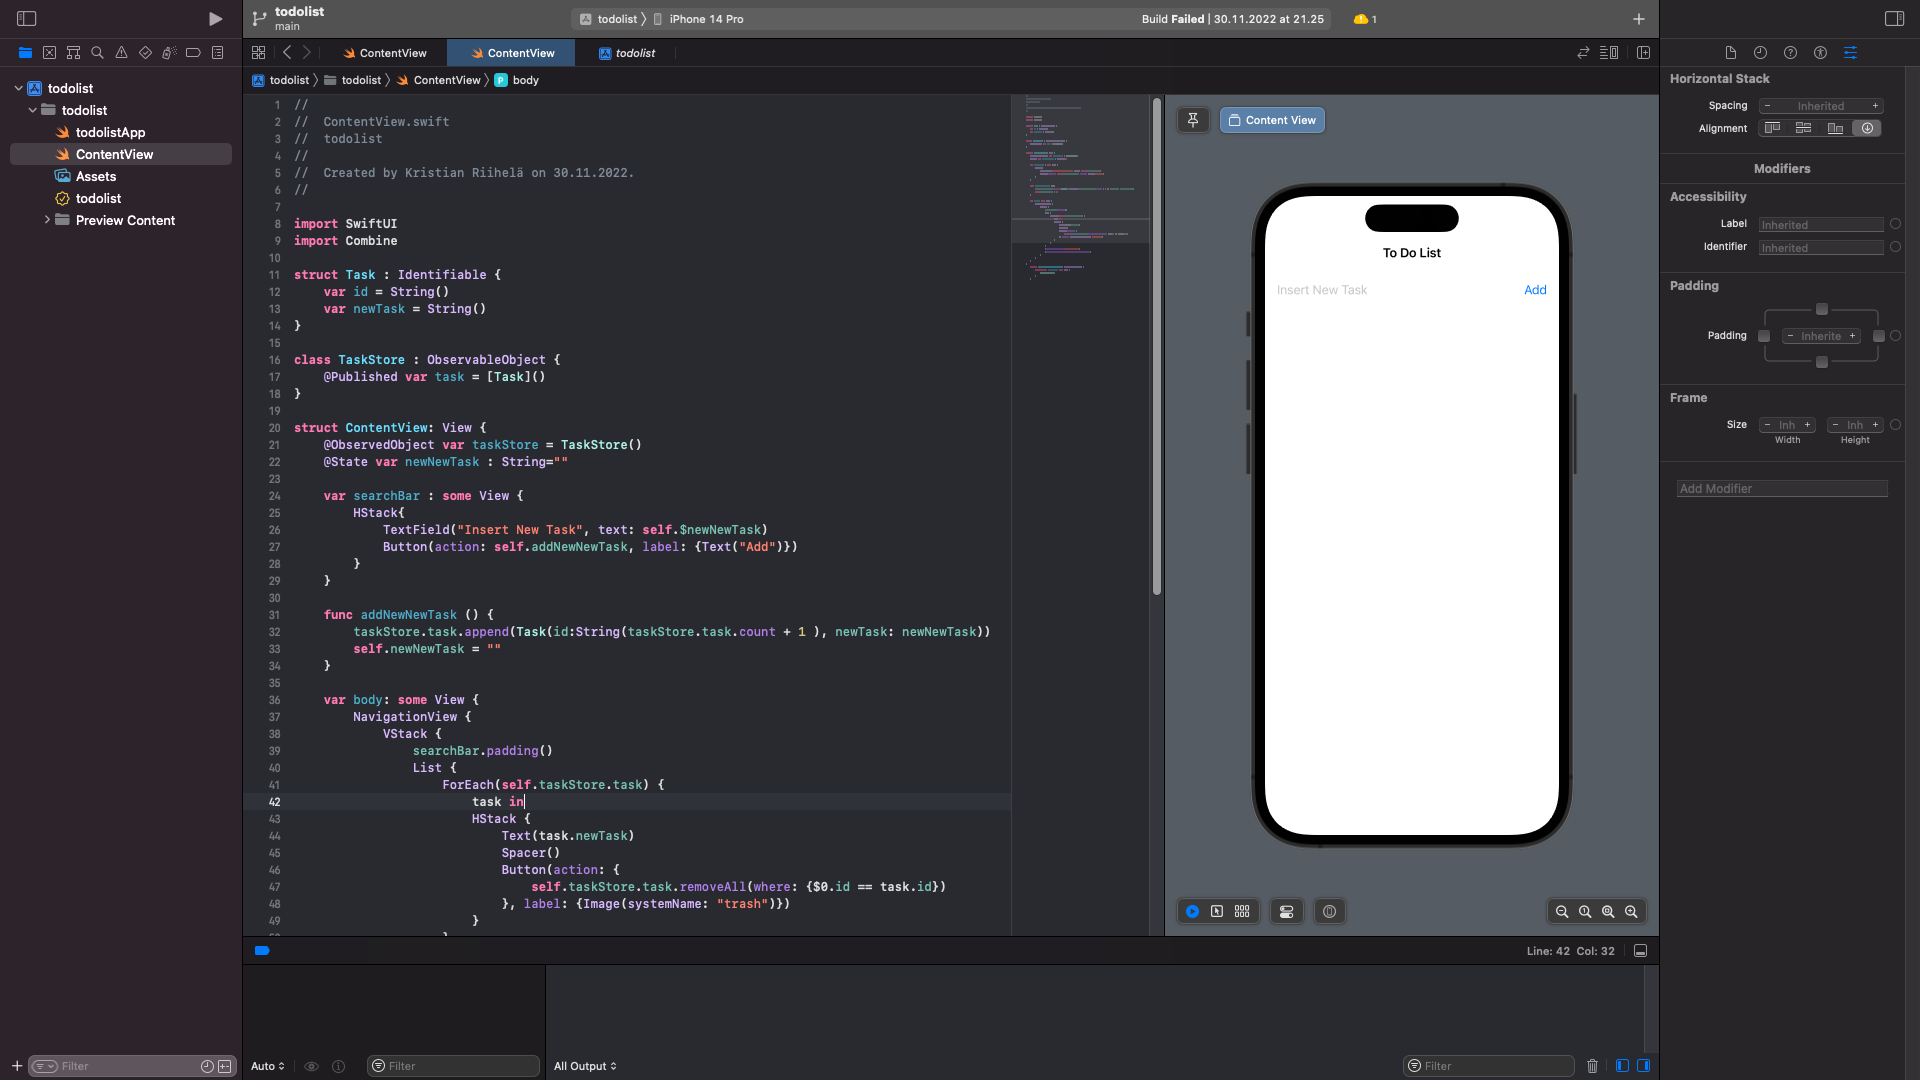 todolist
main
todolist
iPhone 14 Pro
Build Failed | 30.11.2022 at 21.25
1
ContentView
ContentView
todolist
todolist
todolist
ContentView
body
todolist
todolist
todolistApp
ContentView
Assets
todolist
Preview Content
1 //
2 //  ContentView.swift
3 //  todolist
4 //
5 //  Created by Kristian Riihelä on 30.11.2022.
6 //
7
8 import SwiftUI
9 import Combine
10
11 struct Task : Identifiable {
12     var id = String()
13     var newTask = String()
14 }
15
16 class TaskStore : ObservableObject {
17     @Published var task = [Task]()
18 }
19
20 struct ContentView: View {
21     @ObservedObject var taskStore = TaskStore()
22     @State var newNewTask : String=""
23
24     var searchBar : some View {
25         HStack{
26             TextField("Insert New Task", text: self.$newNewTask)
27             Button(action: self.addNewNewTask, label: {Text("Add")})
28         }
29     }
30
31     func addNewNewTask () {
32         taskStore.task.append(Task(id:String(taskStore.task.count + 1 ), newTask: newNewTask))
33         self.newNewTask = ""
34     }
35
36     var body: some View {
37         NavigationView {
38             VStack {
39                 searchBar.padding()
40                 List {
41                     ForEach(self.taskStore.task) {
42                         task in
43                         HStack {
44                             Text(task.newTask)
45                             Spacer()
46                             Button(action: {
47                                 self.taskStore.task.removeAll(where: {$0.id == task.id})
48                             }, label: {Image(systemName: "trash")})
49                         }
Content View
To Do List
Insert New Task
Add
Horizontal Stack
Spacing
Inherited
Alignment
Modifiers
Accessibility
Label
Inherited
Identifier
Inherited
Padding
Padding
Inherite
Frame
Size
Inh
Inh
Width
Height
Add Modifier
Line: 42 Col: 32
Filter
Auto
Filter
All Output
Filter